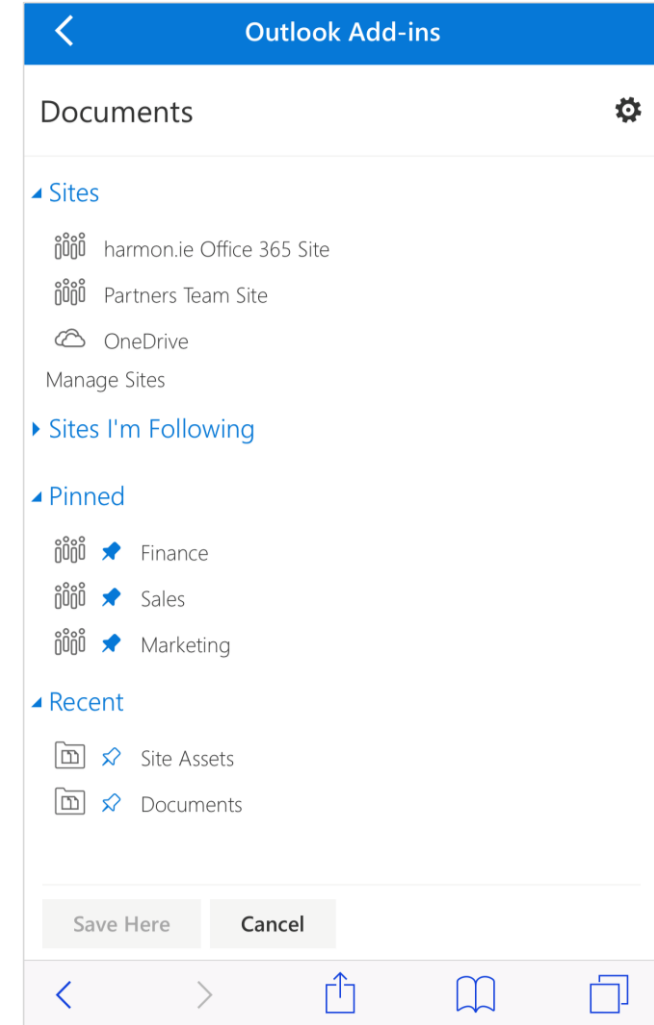 Outlook Add-ins
Documents
Sites
harmon.ie Office 365 Site
Partners Team Site
OneDrive
Manage Sites
Sites I'm Following
Pinned
Finance
Sales
Marketing
Recent
Site Assets
Documents
Save Here Cancel